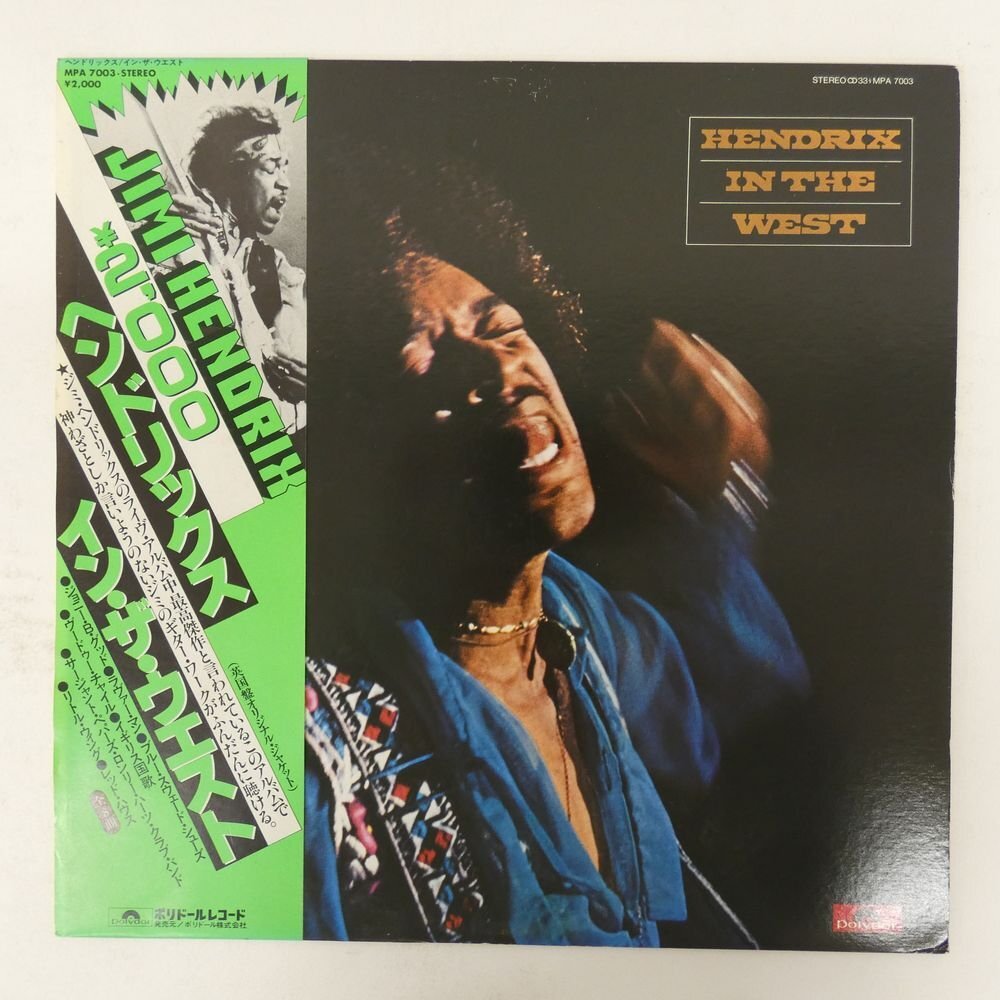 ヘンドリックス/イン・ザ・ウエスト
MPA 7003・STEREO
¥2,000
JIMI HENDRIX
¥2,000
ヘンドリックス
イン・ザ・ウエスト
★ジミ・ヘンドリックスのライヴ・アルバム中最高傑作と言われているこのアルバムで
神わざとしか言いようのないジミのギター・ワークがふんだんに聴ける。
(英国盤オリジナル・ジャケット)
●ジョニー・B・グッド●ラヴァー・マン●ブルー・スウェード・シューズ
●ヴードゥー・チャイル●イギリス国歌
●サージャント・ペパーズ・ロンリー・ハーツ・クラブ・バンド
●リトル・ウィング●レッド・ハウス
全8曲
polydor
ポリドールレコード
発売元/ポリドール株式会社
STEREO 33⅓ MPA 7003
HENDRIX
IN THE
WEST
polydor